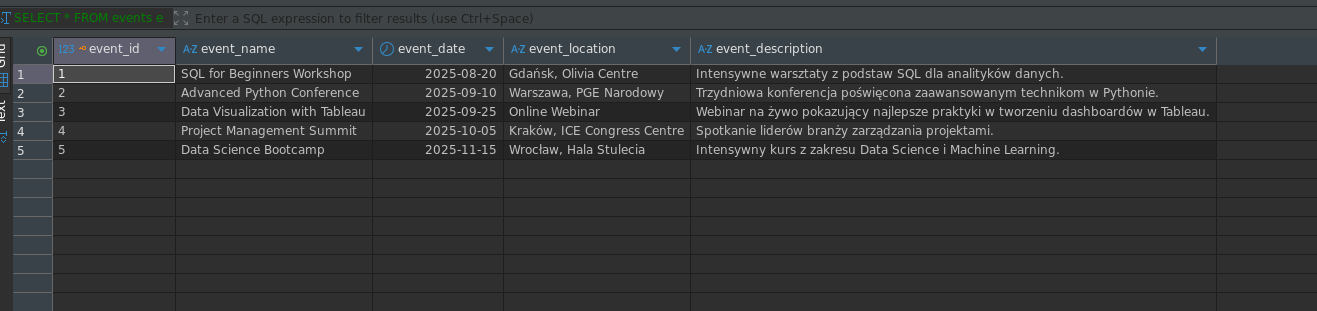 SELECT * FROM events e Enter a SQL expression to filter results (use Ctrl+Space)
Grid
Text
123 event_id AZ event_name event_date AZ event_location AZ event_description
1 1 SQL for Beginners Workshop 2025-08-20 Gdańsk, Olivia Centre Intensywne warsztaty z podstaw SQL dla analityków danych.
2 2 Advanced Python Conference 2025-09-10 Warszawa, PGE Narodowy Trzydniowa konferencja poświęcona zaawansowanym technikom w Pythonie.
3 3 Data Visualization with Tableau 2025-09-25 Online Webinar Webinar na żywo pokazujący najlepsze praktyki w tworzeniu dashboardów w Tableau.
4 4 Project Management Summit 2025-10-05 Kraków, ICE Congress Centre Spotkanie liderów branży zarządzania projektami.
5 5 Data Science Bootcamp 2025-11-15 Wrocław, Hala Stulecia Intensywny kurs z zakresu Data Science i Machine Learning.